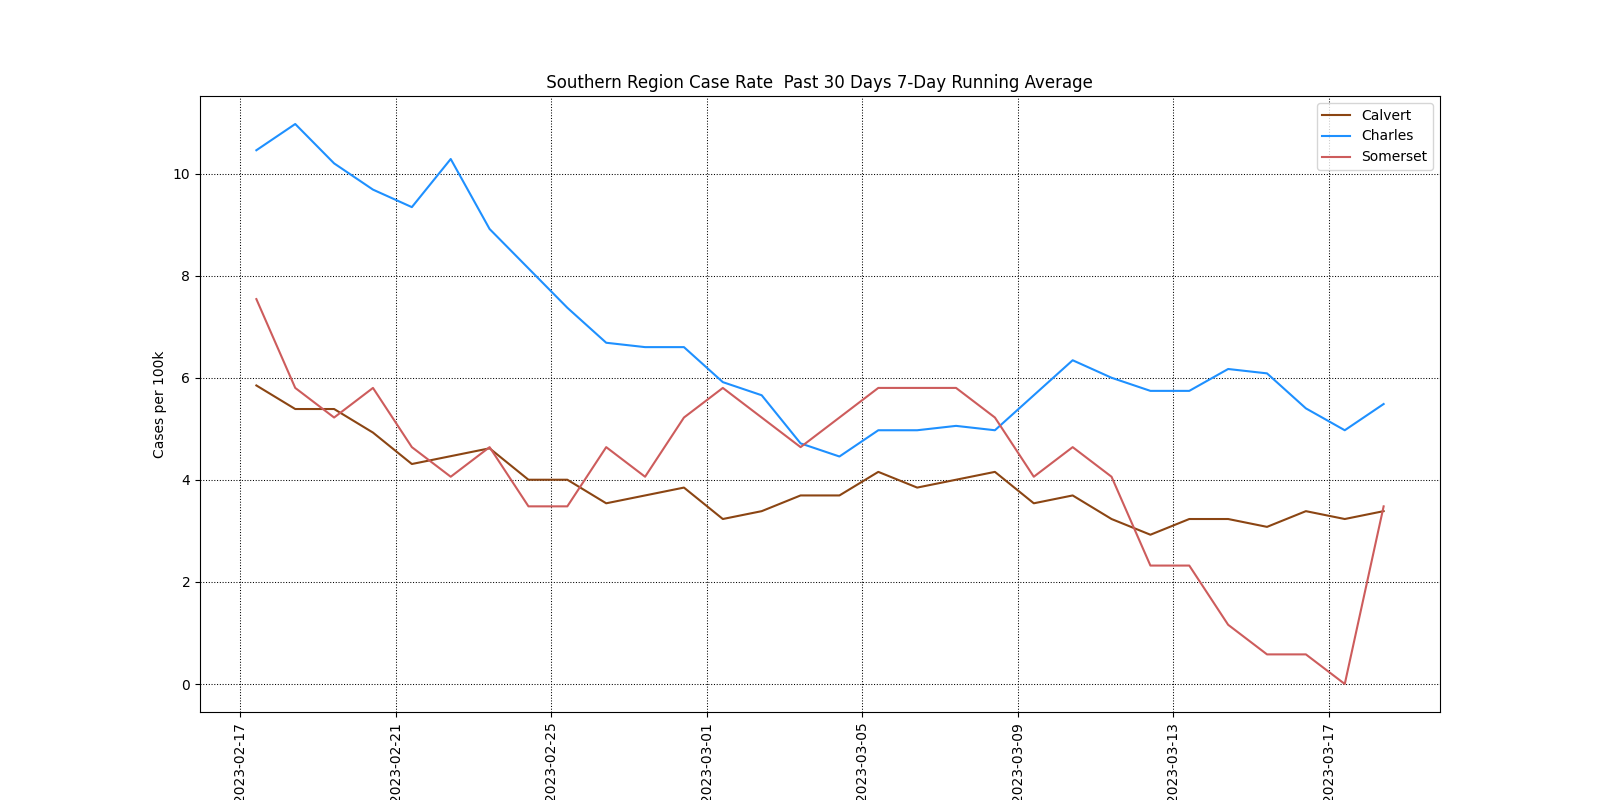 Southern Region Case Rate  Past 30 Days 7-Day Running Average
Calvert
Charles
Somerset
Cases per 100k
10
8
6
4
2
0
2023-02-17
2023-02-21
2023-02-25
2023-03-01
2023-03-05
2023-03-09
2023-03-13
2023-03-17